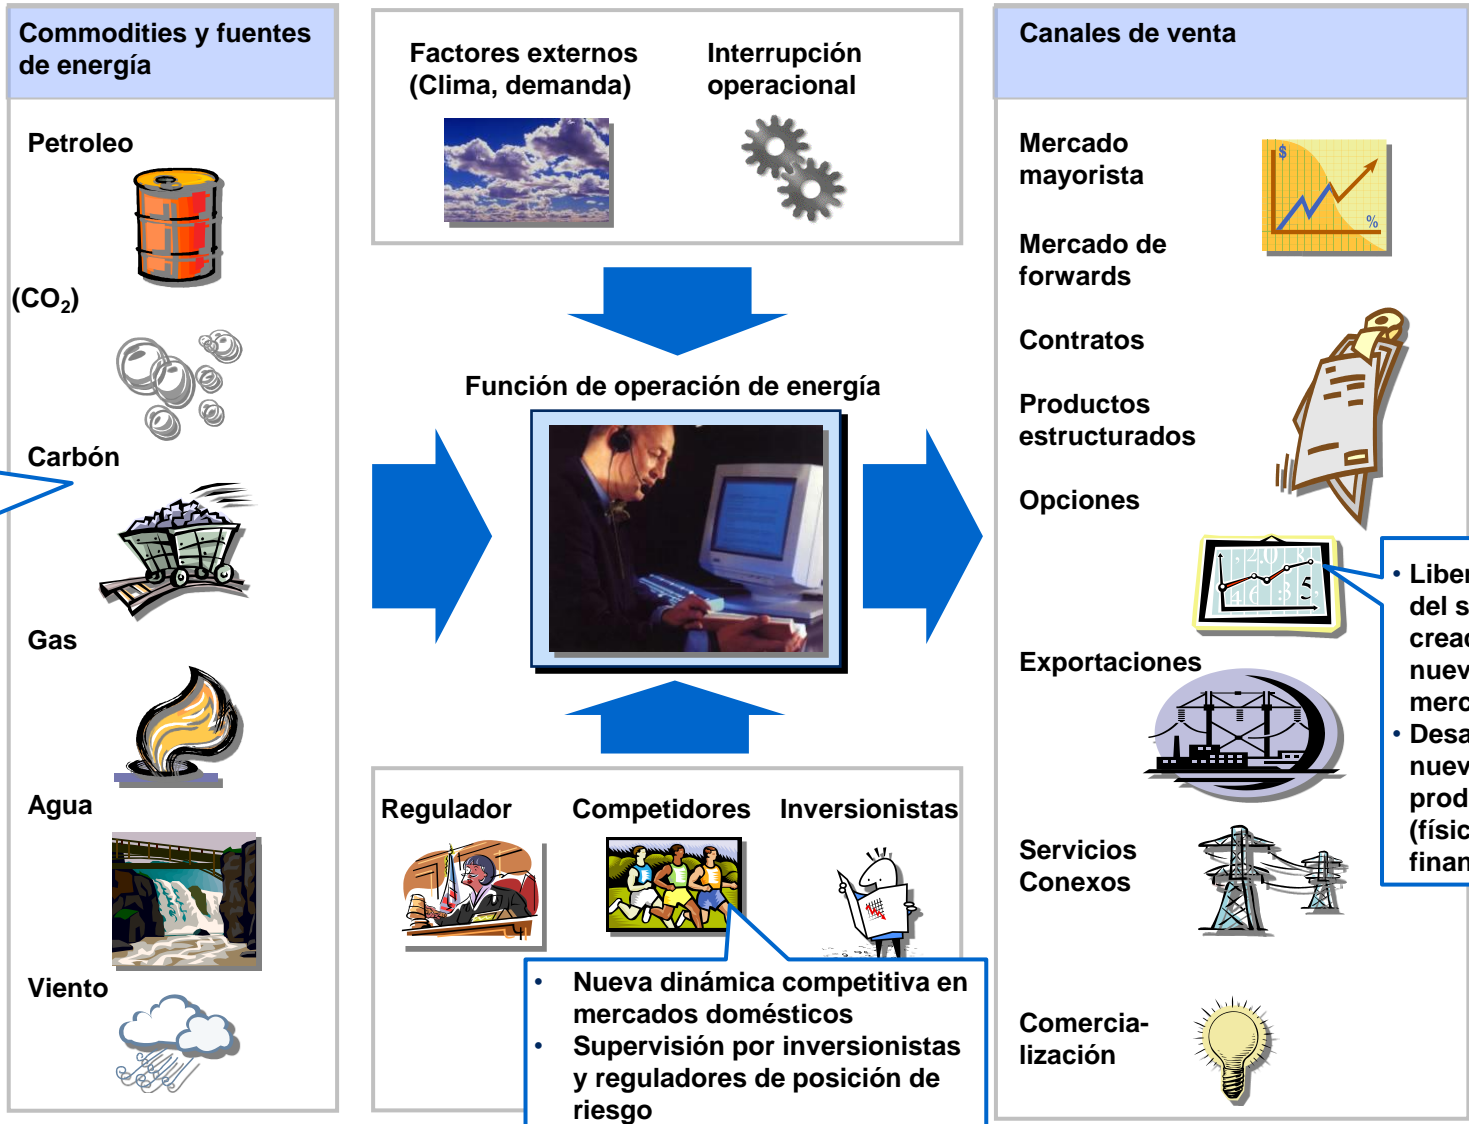 Commodities y fuentes
de energía
Petroleo
(CO₂)
Carbón
Gas
Agua
Viento
Factores externos
(Clima, demanda)
Interrupción
operacional
Función de operación de energía
Regulador
Competidores
Inversionistas
• Nueva dinámica competitiva en
mercados domésticos
• Supervisión por inversionistas
y reguladores de posición de
riesgo
Canales de venta
Mercado
mayorista
$
%
Mercado de
forwards
Contratos
Productos
estructurados
Opciones
5
Exportaciones
Servicios
Conexos
Comercia-
lización
•
del
•